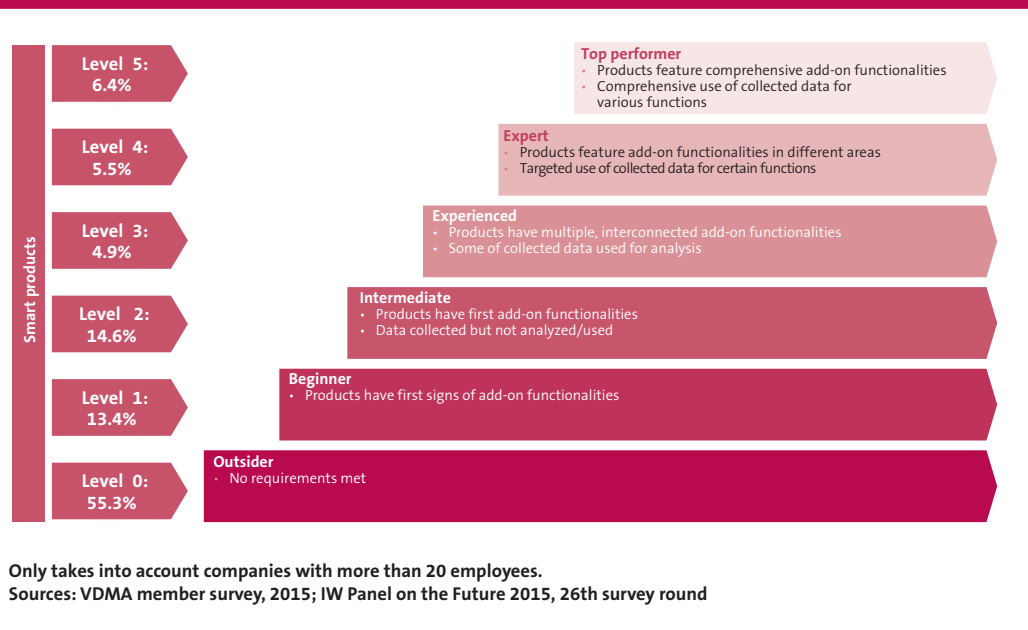 Smart products
Level 5:
6.4%
Top performer
• Products feature comprehensive add-on functionalities
• Comprehensive use of collected data for
various functions
Level 4:
5.5%
Expert
• Products feature add-on functionalities in different areas
• Targeted use of collected data for certain functions
Level 3:
4.9%
Experienced
• Products have multiple, interconnected add-on functionalities
• Some of collected data used for analysis
Level 2:
14.6%
Intermediate
• Products have first add-on functionalities
• Data collected but not analyzed/used
Level 1:
13.4%
Beginner
• Products have first signs of add-on functionalities
Level 0:
55.3%
Outsider
• No requirements met
Only takes into account companies with more than 20 employees.
Sources: VDMA member survey, 2015; IW Panel on the Future 2015, 26th survey round